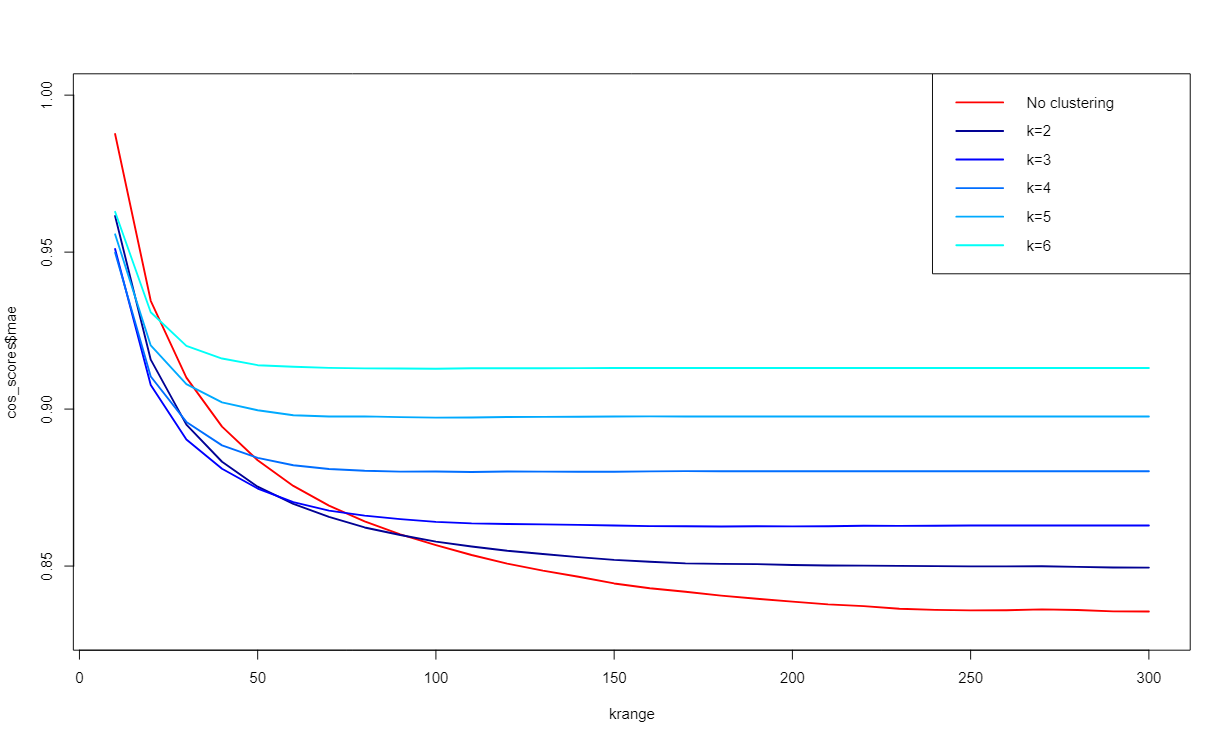 No clustering
k=2
k=3
k=4
k=5
k=6
cos_scores$mae
1.00
0.95
0.90
0.85
0
50
100
150
200
250
300
krange